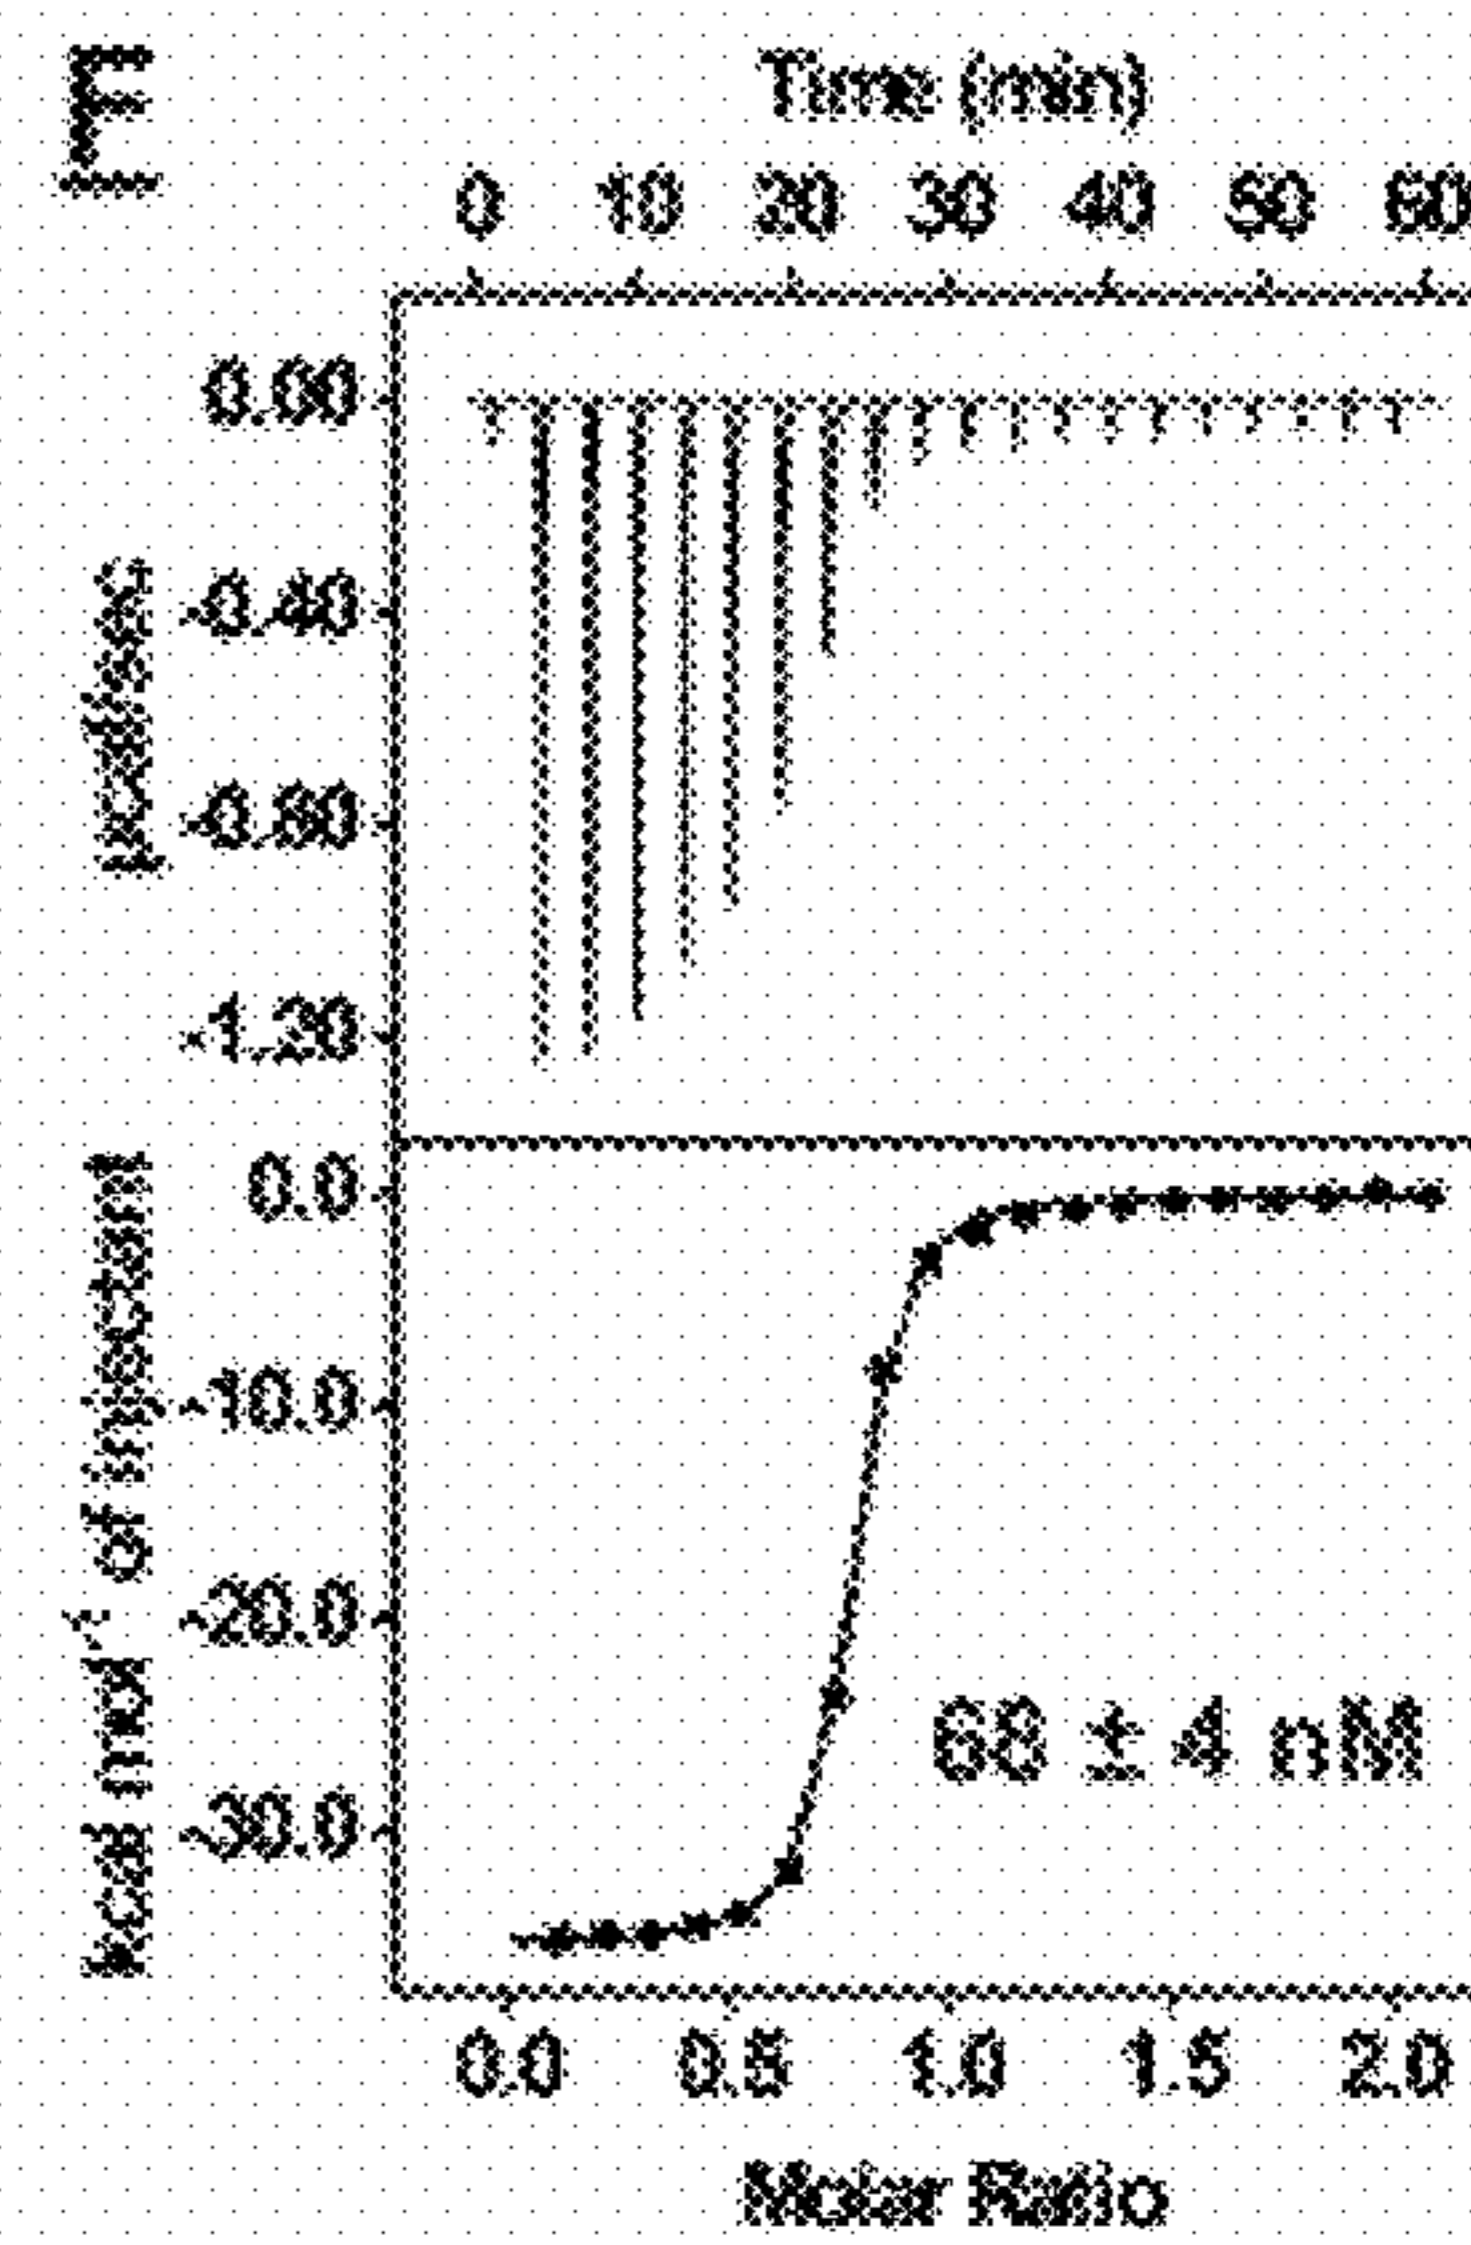 Time (min)
0 10 20 30 40 50 60
0.00
-0.40
-0.80
-1.20
µcal/sec
0.0
-10.0
-20.0
-30.0
kcal mol⁻¹ of injectant
68 ± 4 nM
0.0 0.5 1.0 1.5 2.0
Molar Ratio